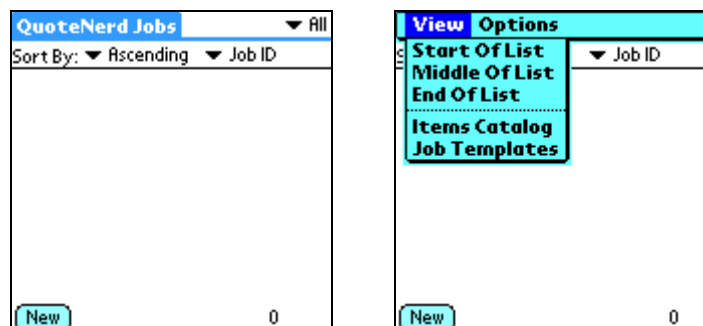 QuoteNerd Jobs All
Sort By: Ascending Job ID
New 0
View Options
Start Of List
Middle Of List
End Of List
Items Catalog
Job Templates
Job ID
New 0